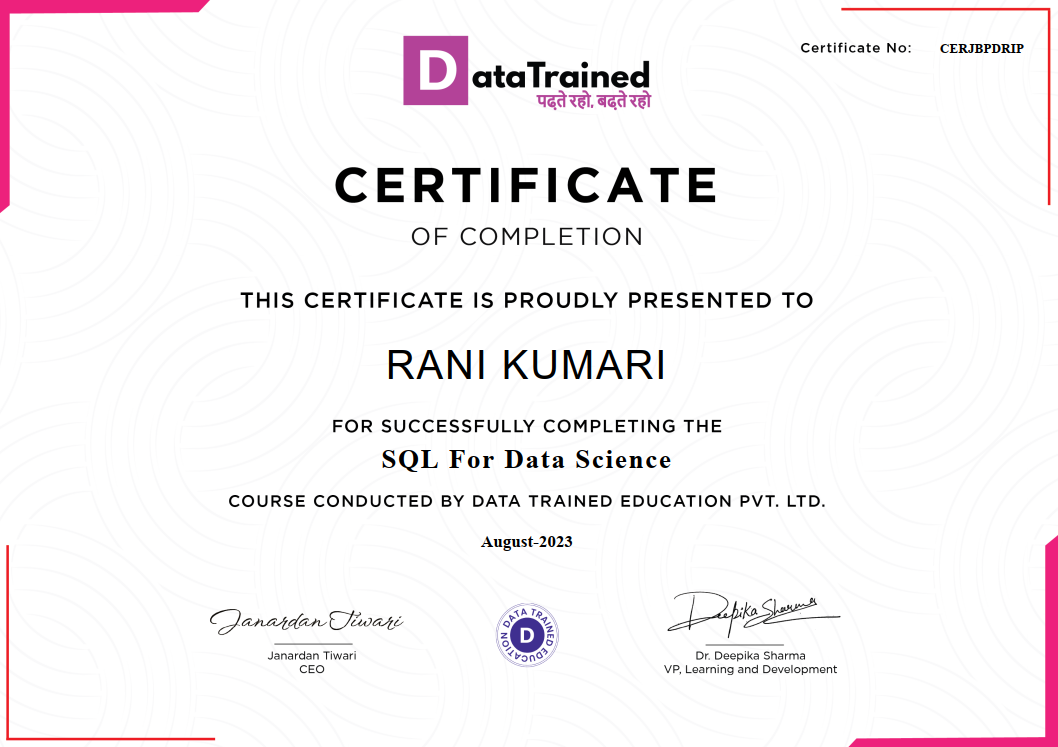 Certificate No: CERJBPDRIP
DataTrained
पढ़ते रहो, बढ़ते रहो
CERTIFICATE
OF COMPLETION
THIS CERTIFICATE IS PROUDLY PRESENTED TO
RANI KUMARI
FOR SUCCESSFULLY COMPLETING THE
SQL For Data Science
COURSE CONDUCTED BY DATA TRAINED EDUCATION PVT. LTD.
August-2023
Janardan Tiwari
Janardan Tiwari
CEO
DATA TRAINED EDUCATION
D
Deepika Sharma
Dr. Deepika Sharma
VP, Learning and Development